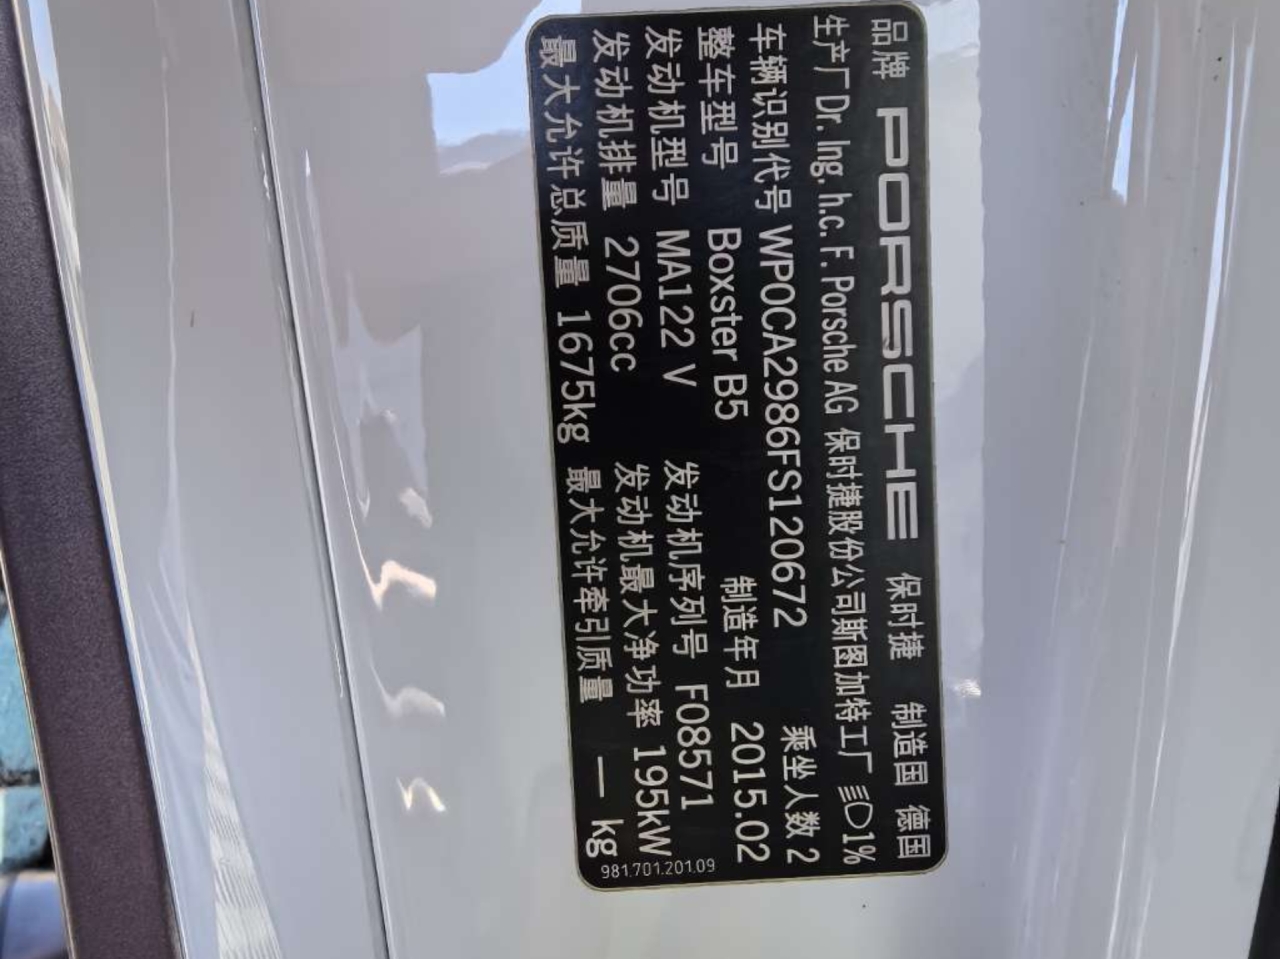 品牌 PORSCHE 保时捷 制造国 德国
生产厂 Dr. Ing. h.c. F. Porsche AG 保时捷股份公司斯图加特工厂 1%
车辆识别代号 WP0CA2986FS120672 乘坐人数 2
整车型号 Boxster B5 制造年月 2015.02
发动机型号 MA122 V 发动机序列号 F08571
发动机排量 2706cc 发动机最大净功率 195kW
最大允许总质量 1675kg 最大允许牵引质量 — kg
981.701.201.09